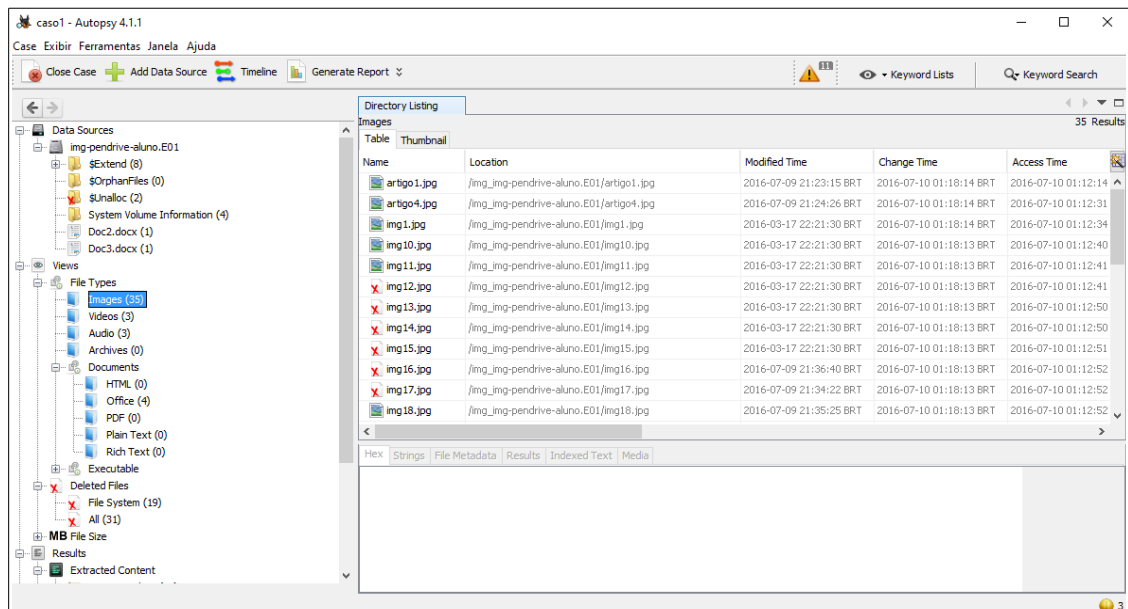 caso1 - Autopsy 4.1.1
Case Exibir Ferramentas Janela Ajuda
Close Case Add Data Source Timeline Generate Report 11 Keyword Lists Keyword Search
Data Sources
img-pendrive-aluno.E01
$Extend (8)
$OrphanFiles (0)
$Unalloc (2)
System Volume Information (4)
Doc2.docx (1)
Doc3.docx (1)
Views
File Types
Images (35)
Videos (3)
Audio (3)
Archives (0)
Documents
HTML (0)
Office (4)
PDF (0)
Plain Text (0)
Rich Text (0)
Executable
Deleted Files
File System (19)
All (31)
MB File Size
Results
Extracted Content
Directory Listing
Images 35 Results
Table Thumbnail
Name Location Modified Time Change Time Access Time
artigo1.jpg /img_img-pendrive-aluno.E01/artigo1.jpg 2016-07-09 21:23:15 BRT 2016-07-10 01:18:14 BRT 2016-07-10 01:12:14
artigo4.jpg /img_img-pendrive-aluno.E01/artigo4.jpg 2016-07-09 21:24:26 BRT 2016-07-10 01:18:14 BRT 2016-07-10 01:12:31
img1.jpg /img_img-pendrive-aluno.E01/img1.jpg 2016-03-17 22:21:30 BRT 2016-07-10 01:18:14 BRT 2016-07-10 01:12:34
img10.jpg /img_img-pendrive-aluno.E01/img10.jpg 2016-03-17 22:21:30 BRT 2016-07-10 01:18:13 BRT 2016-07-10 01:12:40
img11.jpg /img_img-pendrive-aluno.E01/img11.jpg 2016-03-17 22:21:30 BRT 2016-07-10 01:18:13 BRT 2016-07-10 01:12:41
img12.jpg /img_img-pendrive-aluno.E01/img12.jpg 2016-03-17 22:21:30 BRT 2016-07-10 01:18:13 BRT 2016-07-10 01:12:41
img13.jpg /img_img-pendrive-aluno.E01/img13.jpg 2016-03-17 22:21:30 BRT 2016-07-10 01:18:13 BRT 2016-07-10 01:12:50
img14.jpg /img_img-pendrive-aluno.E01/img14.jpg 2016-03-17 22:21:30 BRT 2016-07-10 01:18:13 BRT 2016-07-10 01:12:50
img15.jpg /img_img-pendrive-aluno.E01/img15.jpg 2016-03-17 22:21:30 BRT 2016-07-10 01:18:13 BRT 2016-07-10 01:12:51
img16.jpg /img_img-pendrive-aluno.E01/img16.jpg 2016-07-09 21:36:40 BRT 2016-07-10 01:18:13 BRT 2016-07-10 01:12:52
img17.jpg /img_img-pendrive-aluno.E01/img17.jpg 2016-07-09 21:34:22 BRT 2016-07-10 01:18:13 BRT 2016-07-10 01:12:52
img18.jpg /img_img-pendrive-aluno.E01/img18.jpg 2016-07-09 21:35:25 BRT 2016-07-10 01:18:13 BRT 2016-07-10 01:12:52
Hex Strings File Metadata Results Indexed Text Media
3